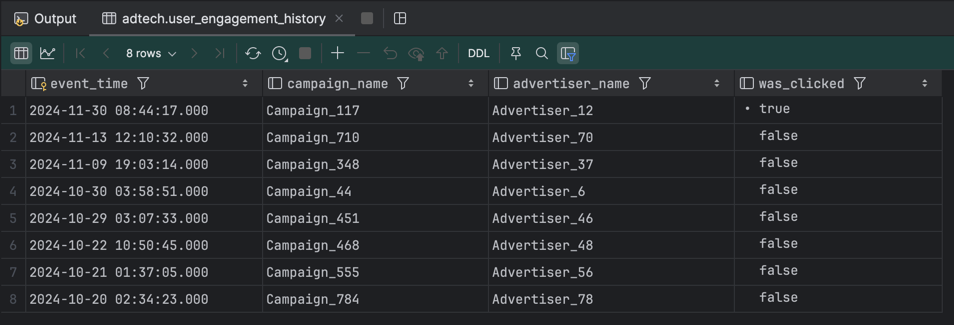 Output adtech.user_engagement_history
8 rows DDL
event_time campaign_name advertiser_name was_clicked
1 2024-11-30 08:44:17.000 Campaign_117 Advertiser_12 • true
2 2024-11-13 12:10:32.000 Campaign_710 Advertiser_70 false
3 2024-11-09 19:03:14.000 Campaign_348 Advertiser_37 false
4 2024-10-30 03:58:51.000 Campaign_44 Advertiser_6 false
5 2024-10-29 03:07:33.000 Campaign_451 Advertiser_46 false
6 2024-10-22 10:50:45.000 Campaign_468 Advertiser_48 false
7 2024-10-21 01:37:05.000 Campaign_555 Advertiser_56 false
8 2024-10-20 02:34:23.000 Campaign_784 Advertiser_78 false